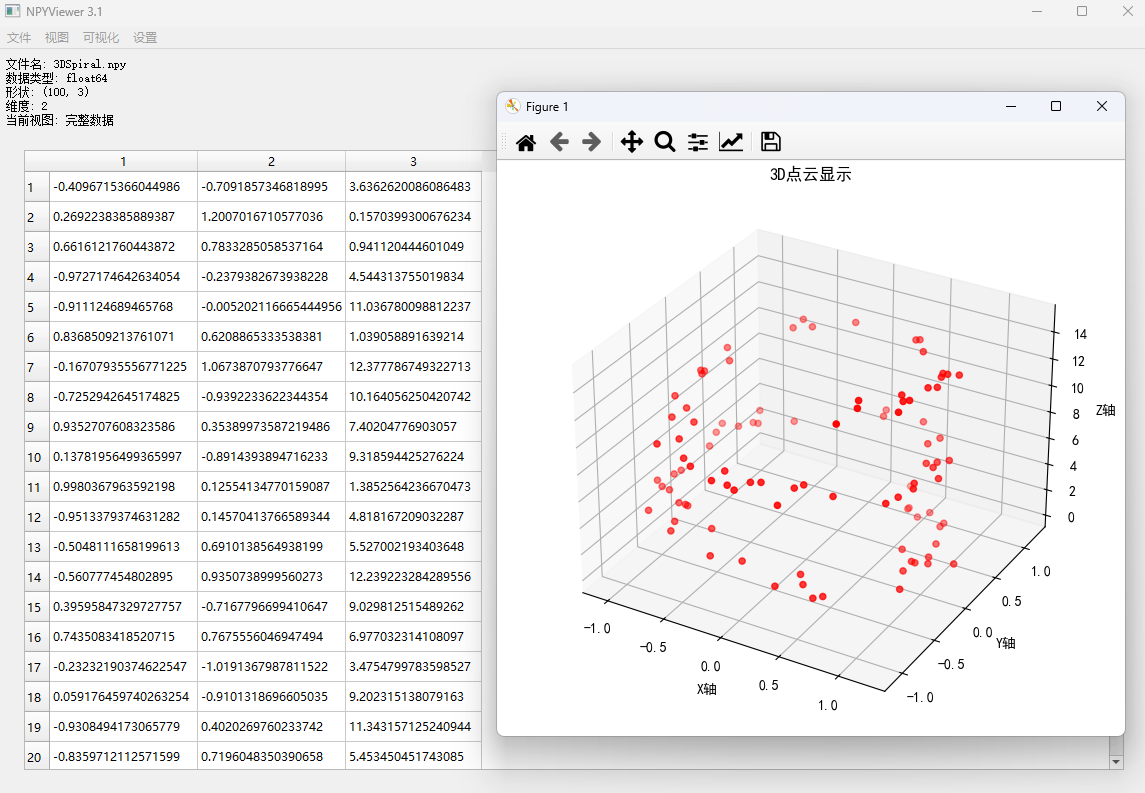 NPYViewer 3.1
文件 视图 可视化 设置
文件名: 3DSpiral.npy
数据类型: float64
形状: (100, 3)
维度: 2
当前视图: 完整数据
1 2 3
1 -0.4096715366044986 -0.7091857346818995 3.6362620086086483
2 0.2692238385889387 1.2007016710577036 0.1570399300676234
3 0.6616121760443872 0.7833285058537164 0.941120444601049
4 -0.9727174642634054 -0.2379382673938228 4.544313755019834
5 -0.911124689465768 -0.005202116665444956 11.036780098812237
6 0.8368509213761071 0.6208865333538381 1.039058891639214
7 -0.16707935556771225 1.0673870793776647 12.377786749322713
8 -0.7252942645174825 -0.9392233622344354 10.164056250420742
9 0.9352707608323586 0.35389973587219486 7.40204776903057
10 0.13781956499365997 -0.8914393894716233 9.318594425276224
11 0.9980367963592198 0.12554134770159087 1.3852564236670473
12 -0.9513379374631282 0.14570413766589344 4.818167209032287
13 -0.5048111658199613 0.6910138564938199 5.527002193403648
14 -0.560777454802895 0.9350738999560273 12.239223284289556
15 0.39595847329727757 -0.7167796699410647 9.029812515489262
16 0.7435083418520715 0.7675556046947494 6.977032314108097
17 -0.23232190374622547 -1.0191367987811522 3.4754799783598527
18 0.059176459740263254 -0.9101318696605035 9.202315138079163
19 -0.9308494173065779 0.4020269760233742 11.343157125240944
20 -0.8359712112571599 0.7196048350390658 5.453450451743085
Figure 1
3D点云显示
14
12
10
8
6
4
2
0
Z轴
1.0
0.5
0.0
-0.5
-1.0
Y轴
-1.0
-0.5
0.0
0.5
1.0
X轴